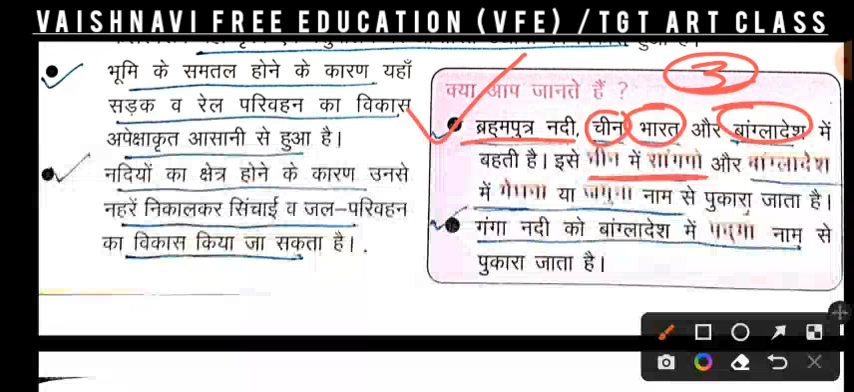 VAISHNAVI FREE EDUCATION (VFE) / TGT ART CLASS
हुआ है।
भूमि के समतल होने के कारण यहाँ
सड़क व रेल परिवहन का विकास
अपेक्षाकृत आसानी से हुआ है।
नदियों का क्षेत्र होने के कारण उनसे
नहरें निकालकर सिंचाई व जल-परिवहन
का विकास किया जा सकता है।
क्या आप जानते हैं ?
3
ब्रह्मपुत्र नदी, चीन भारत और बांग्लादेश में
बहती है। इसे चीन में सांगपो और बांग्लादेश
में मेघना या जमुना नाम से पुकारा जाता है।
गंगा नदी को बांग्लादेश में पद्मा नाम से
पुकारा जाता है।